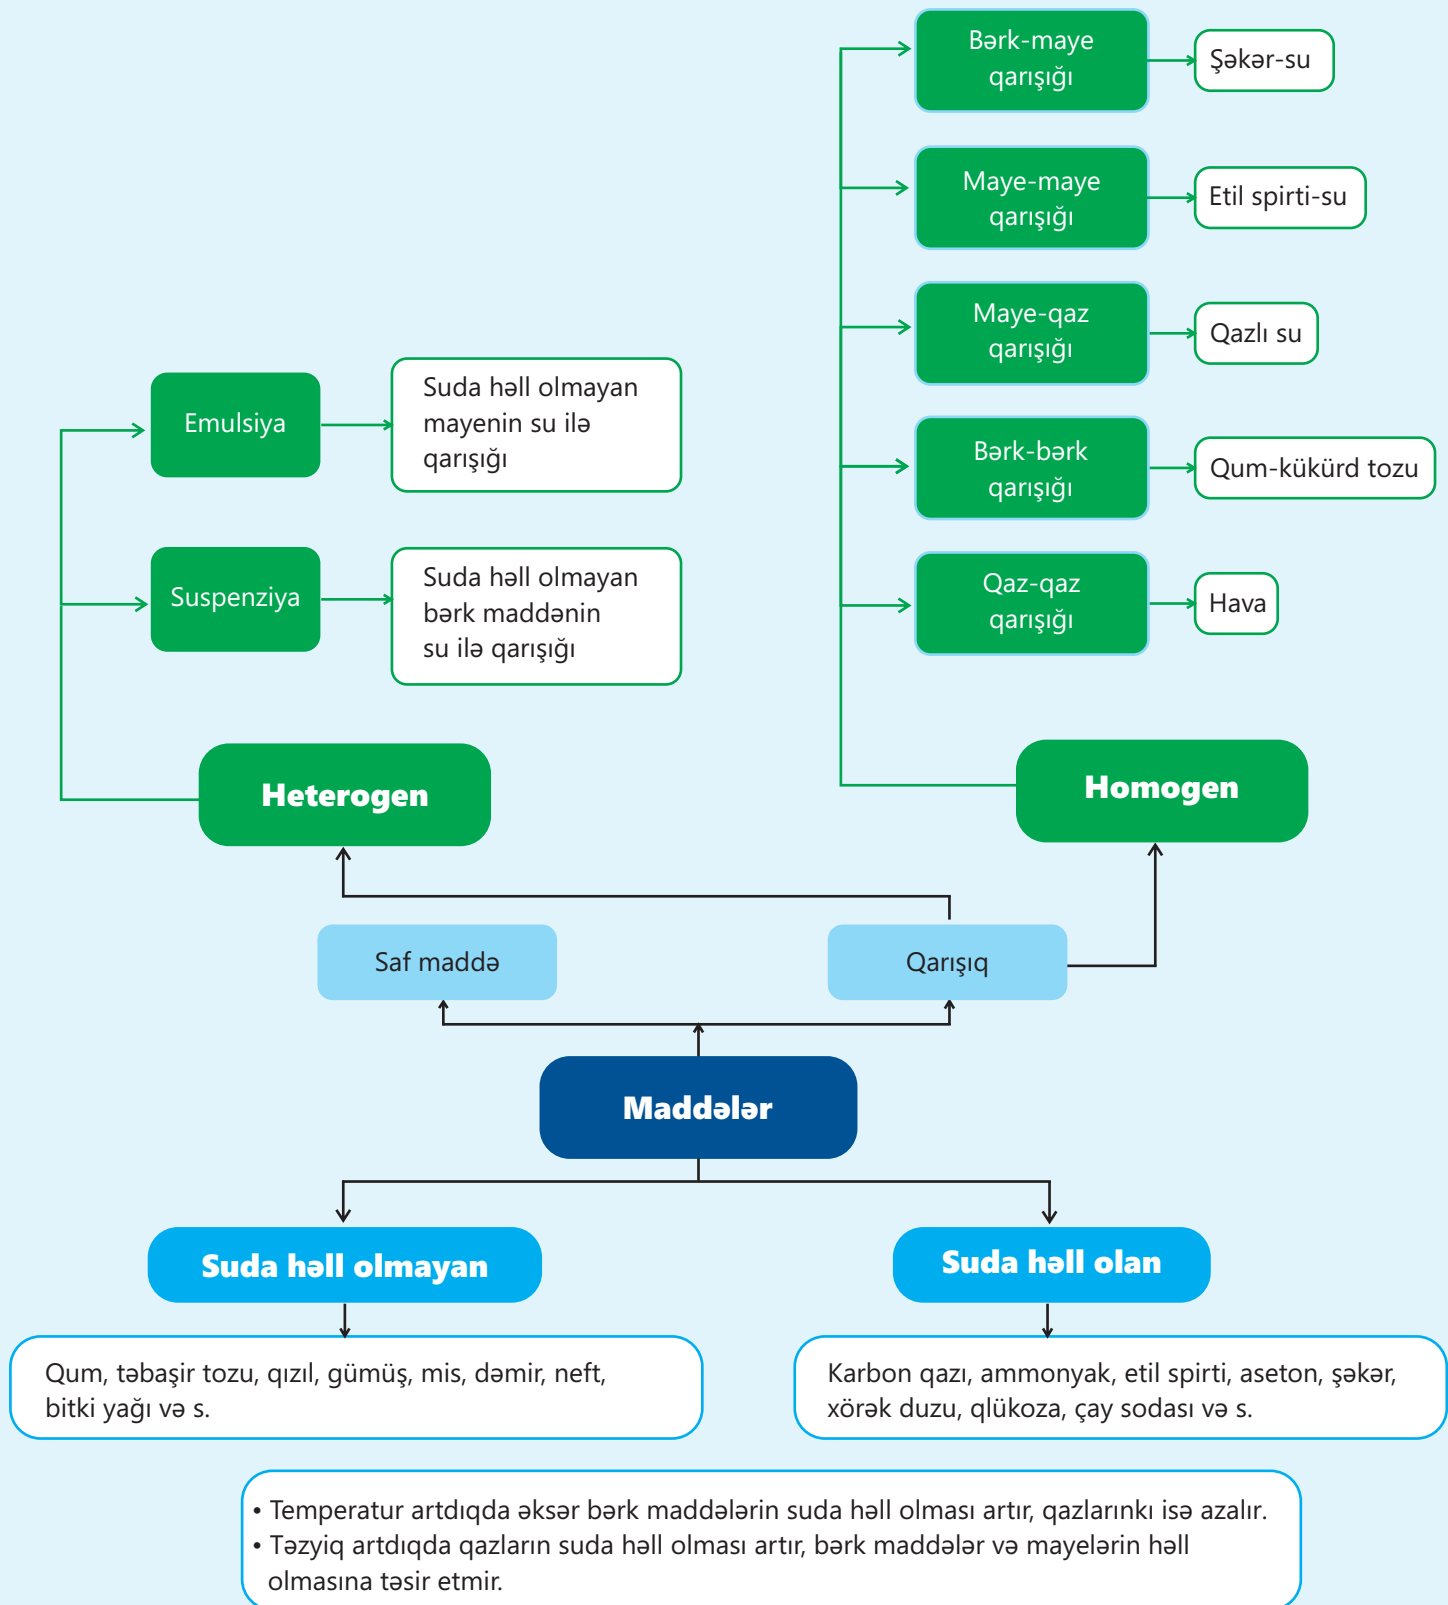 Bərk-maye
qarışığı
Şəkər-su
Maye-maye
qarışığı
Etil spirti-su
Maye-qaz
qarışığı
Qazlı su
Emulsiya
Suda həll olmayan
mayenin su ilə
qarışığı
Bərk-bərk
qarışığı
Qum-kükürd tozu
Suspenziya
Suda həll olmayan
bərk maddənin
su ilə qarışığı
Qaz-qaz
qarışığı
Hava
Heterogen
Homogen
Saf maddə
Qarışıq
Maddələr
Suda həll olmayan
Suda həll olan
Qum, təbaşir tozu, qızıl, gümüş, mis, dəmir, neft,
bitki yağı və s.
Karbon qazı, ammonyak, etil spirti, aseton, şəkər,
xörək duzu, qlükoza, çay sodası və s.
• Temperatur artdıqda əksər bərk maddələrin suda həll olması artır, qazlarınkı isə azalır.
• Təzyiq artdıqda qazların suda həll olması artır, bərk maddələr və mayelərin həll
olmasına təsir etmir.